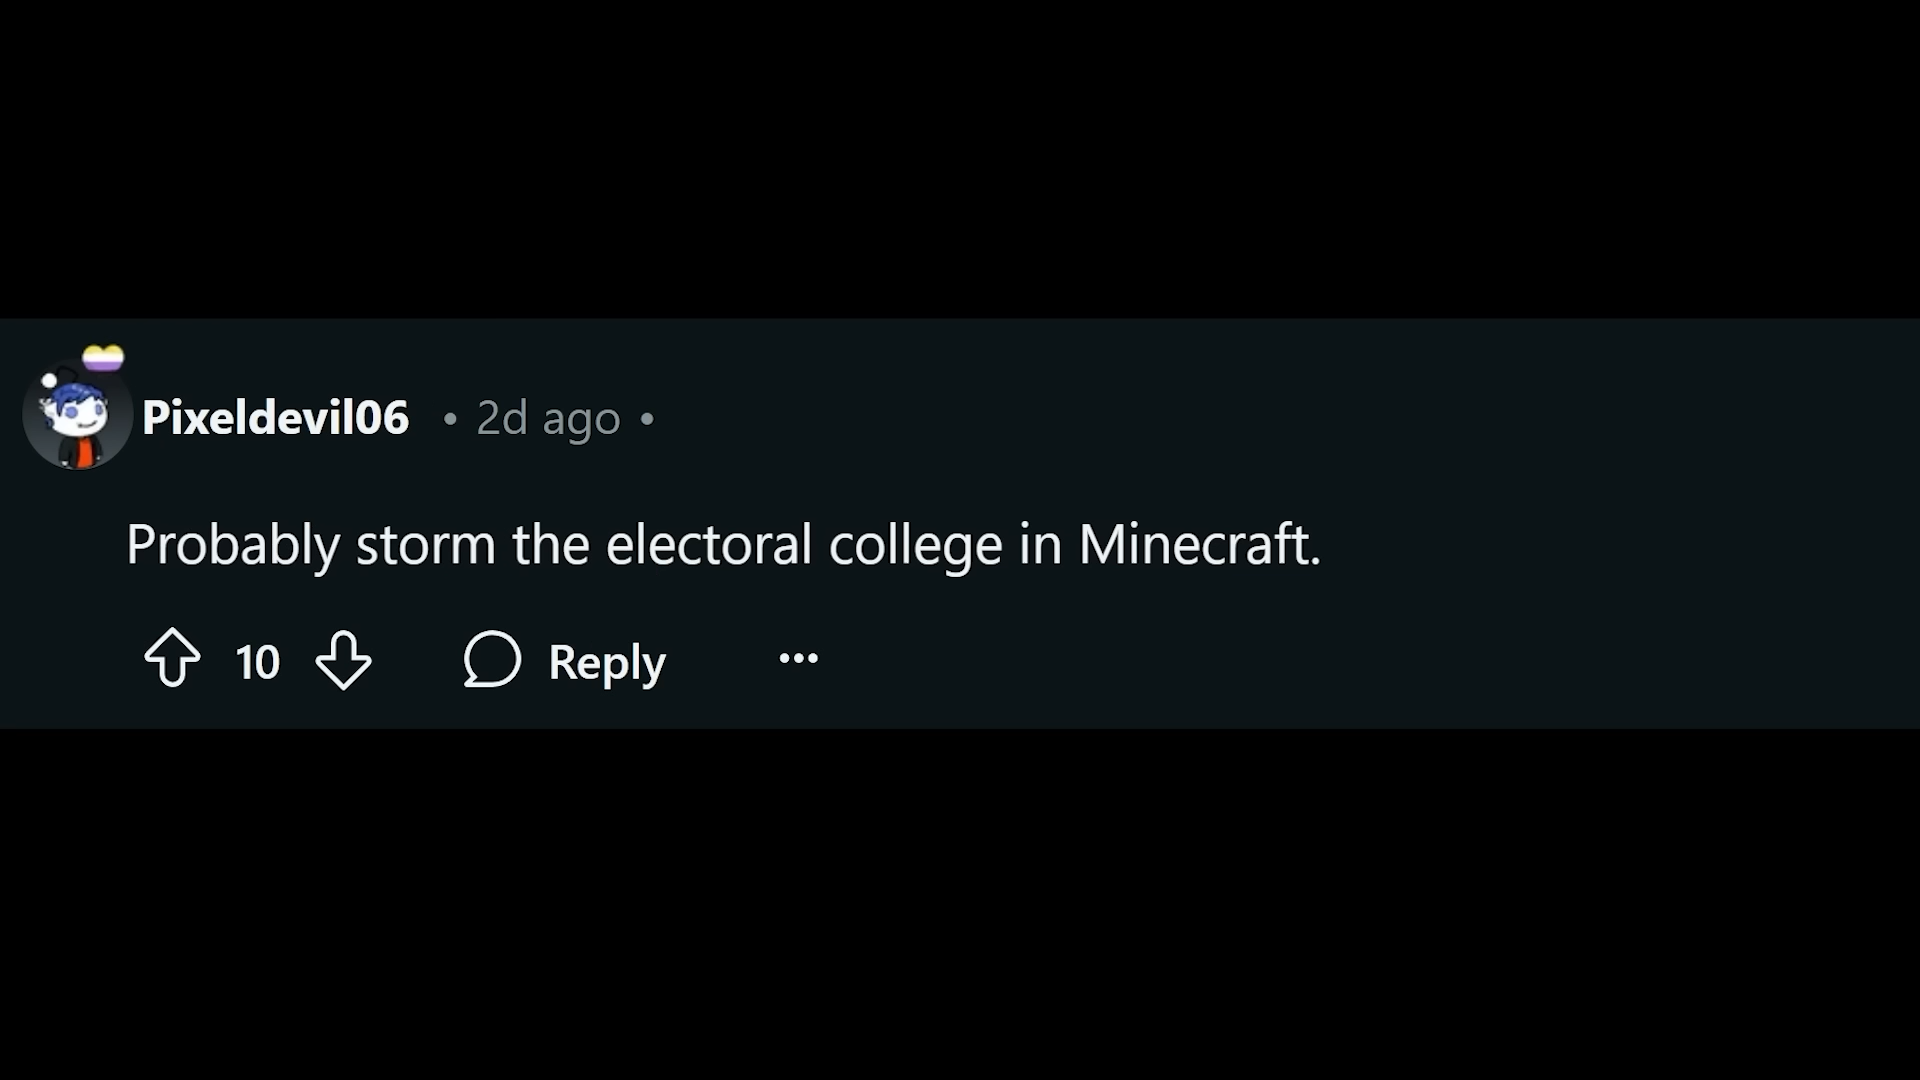 Pixeldevil06 • 2d ago •
Probably storm the electoral college in Minecraft.
10 Reply ...